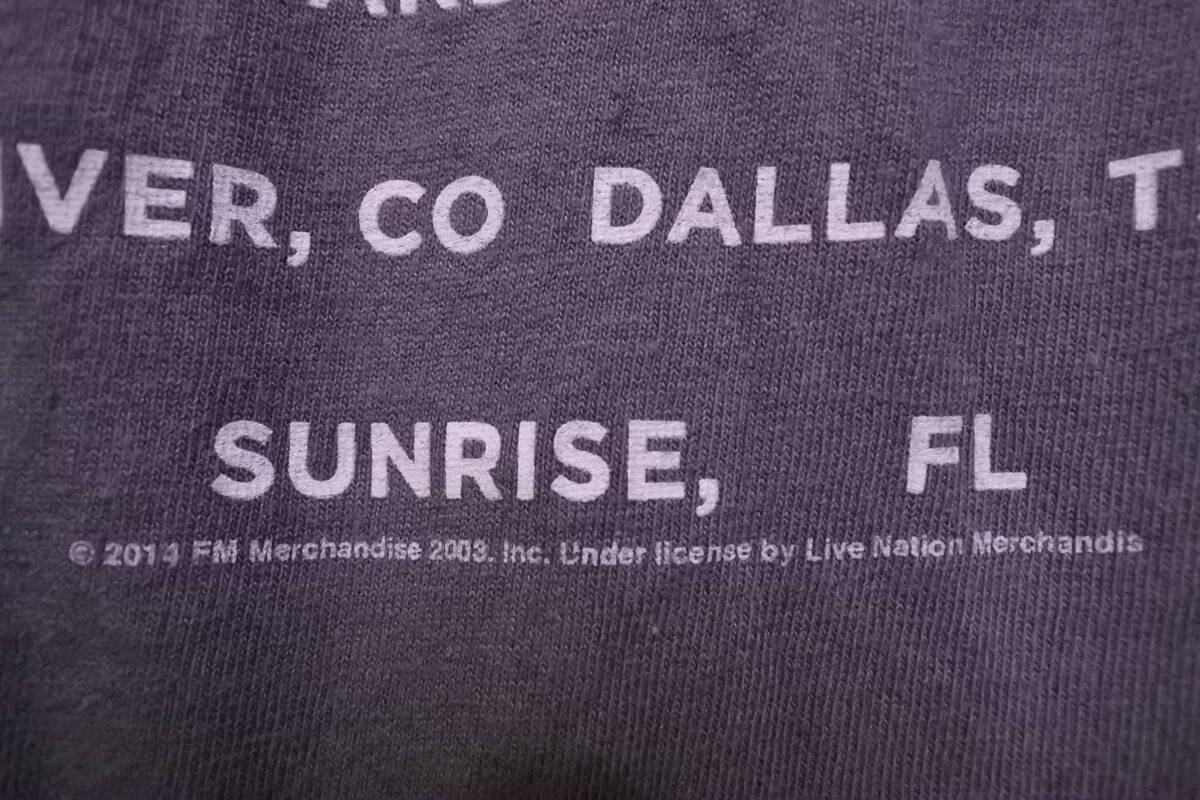 VER, CO DALLAS, T
SUNRISE, FL
© 2014 FM Merchandise 2003. Inc. Under license by Live Nation Merchandis